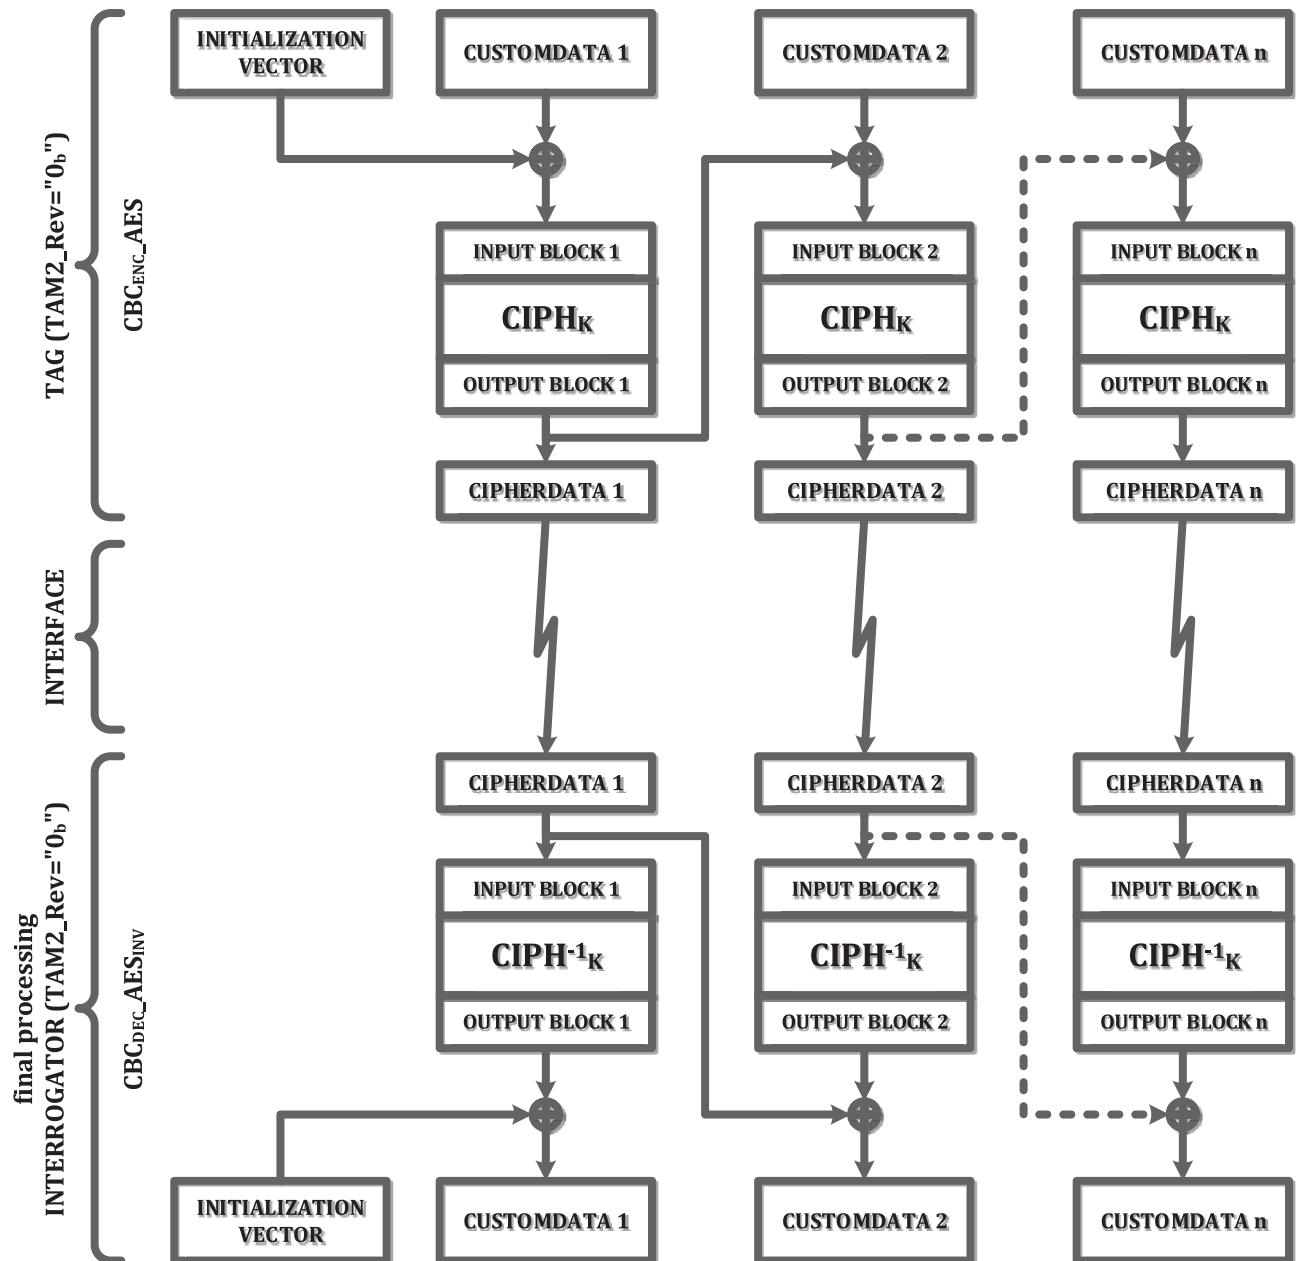 TAG (TAM2_Rev="0b")
CBCENC_AES
INITIALIZATION
VECTOR
CUSTOMDATA 1
CUSTOMDATA 2
CUSTOMDATA n
INPUT BLOCK 1
INPUT BLOCK 2
INPUT BLOCK n
CIPHK
CIPHK
CIPHK
OUTPUT BLOCK 1
OUTPUT BLOCK 2
OUTPUT BLOCK n
CIPHERDATA 1
CIPHERDATA 2
CIPHERDATA n
INTERFACE
final processing
INTERROGATOR (TAM2_Rev="0b")
CBCDEC_AESINV
CIPHERDATA 1
CIPHERDATA 2
CIPHERDATA n
INPUT BLOCK 1
INPUT BLOCK 2
INPUT BLOCK n
CIPH-1K
CIPH-1K
CIPH-1K
OUTPUT BLOCK 1
OUTPUT BLOCK 2
OUTPUT BLOCK n
INITIALIZATION
VECTOR
CUSTOMDATA 1
CUSTOMDATA 2
CUSTOMDATA n